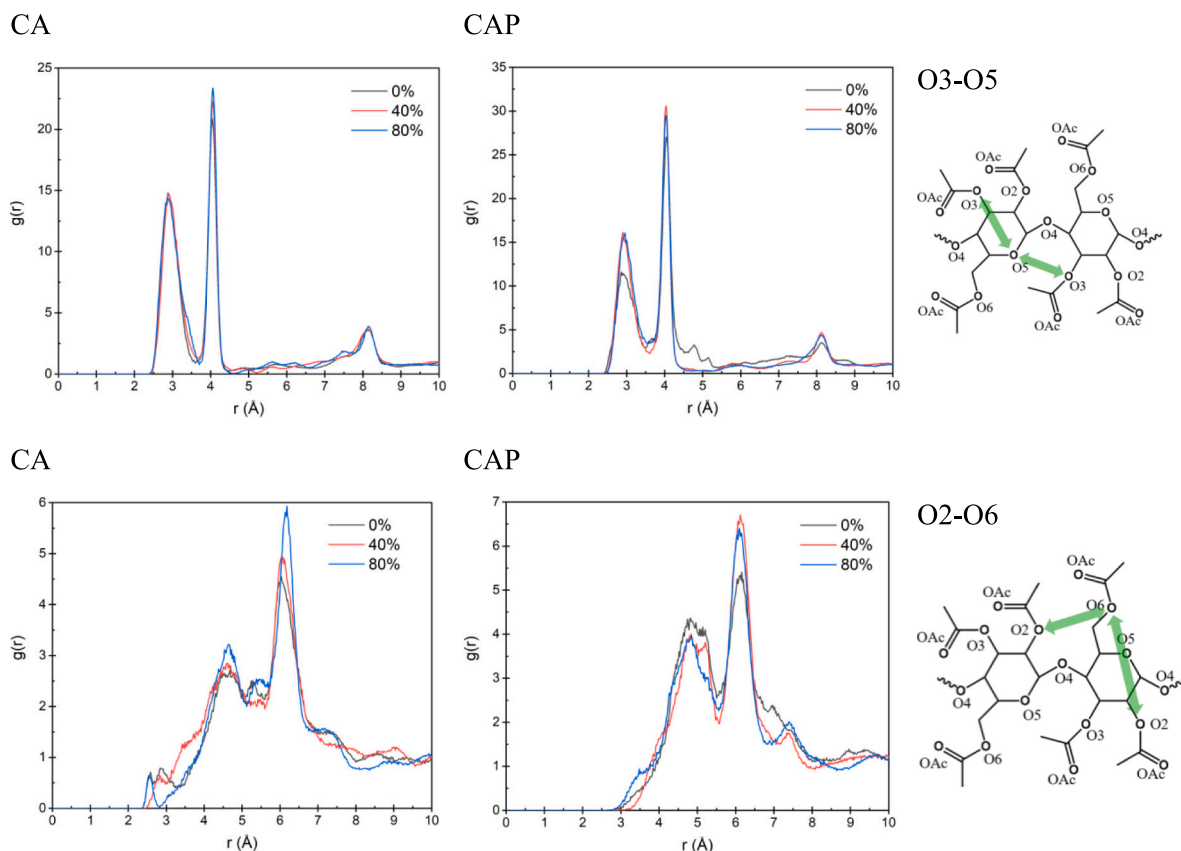 CA
CAP
O3-O5
25
20
15
10
5
0
g(r)
0 1 2 3 4 5 6 7 8 9 10
r (Å)
0%
40%
80%
35
30
25
20
15
10
5
0
g(r)
0 1 2 3 4 5 6 7 8 9 10
r (Å)
0%
40%
80%
OAc
O
O6
OAc
O
O2
OAc
O
O3
O5
O4
O4
O4
O5
O3
O2
OAc
O
O6
OAc
O
OAc
O
CA
CAP
O2-O6
6
5
4
3
2
1
0
g(r)
0 1 2 3 4 5 6 7 8 9 10
r (Å)
0%
40%
80%
7
6
5
4
3
2
1
0
g(r)
0 1 2 3 4 5 6 7 8 9 10
r (Å)
0%
40%
80%
OAc
O
O6
OAc
O
O2
OAc
O
O3
O5
O4
O4
O4
O5
O3
O2
OAc
O
O6
OAc
O
OAc
O